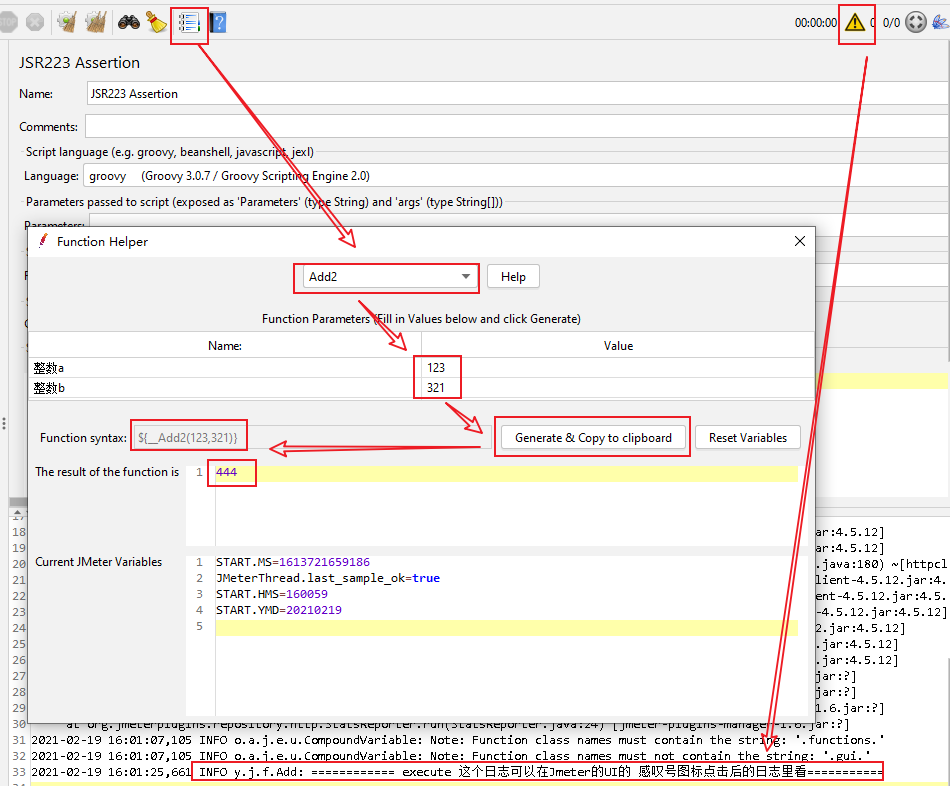 STOP
00:00:00
0 0/0
JSR223 Assertion
Name: JSR223 Assertion
Comments:
Script language (e.g. groovy, beanshell, javascript, jexl)
Language: groovy (Groovy 3.0.7 / Groovy Scripting Engine 2.0)
Parameters passed to script (exposed as 'Parameters' (type String) and 'args' (type String[]))
Parameters:
Function Helper
Add2
Help
Function Parameters (Fill in Values below and click Generate)
Name: Value
整数a 123
整数b 321
Function syntax: ${__Add2(123,321)}
Generate & Copy to clipboard
Reset Variables
The result of the function is 1 444
Current JMeter Variables
1 START.MS=1613721659186
2 JMeterThread.last_sample_ok=true
3 START.HMS=160059
4 START.YMD=20210219
5
17
18 ar:4.5.12]
19 ar:4.5.12]
20 .java:180) ~[httpcl
21 lient-4.5.12.jar:4.
22 ent-4.5.12.jar:4.5.
23 -4.5.12.jar:4.5.12]
24 2.jar:4.5.12]
25 .jar:4.5.12]
26 .jar:4.5.12]
27 jar:?]
28 jar:?]
29 1.6.jar:?]
30 at org.jmeterplugins.repository.http.StatsReporter.run(StatsReporter.java:24) [jmeter-plugins-manager-1.6.jar:?]
31 2021-02-19 16:01:07,105 INFO o.a.j.e.u.CompoundVariable: Note: Function class names must contain the string: '.functions.'
32 2021-02-19 16:01:07,105 INFO o.a.j.e.u.CompoundVariable: Note: Function class names must not contain the string: '.gui.'
33 2021-02-19 16:01:25,661 INFO y.j.f.Add: ============ execute 这个日志可以在Jmeter的UI的 感叹号图标点击后的日志里看===========
34